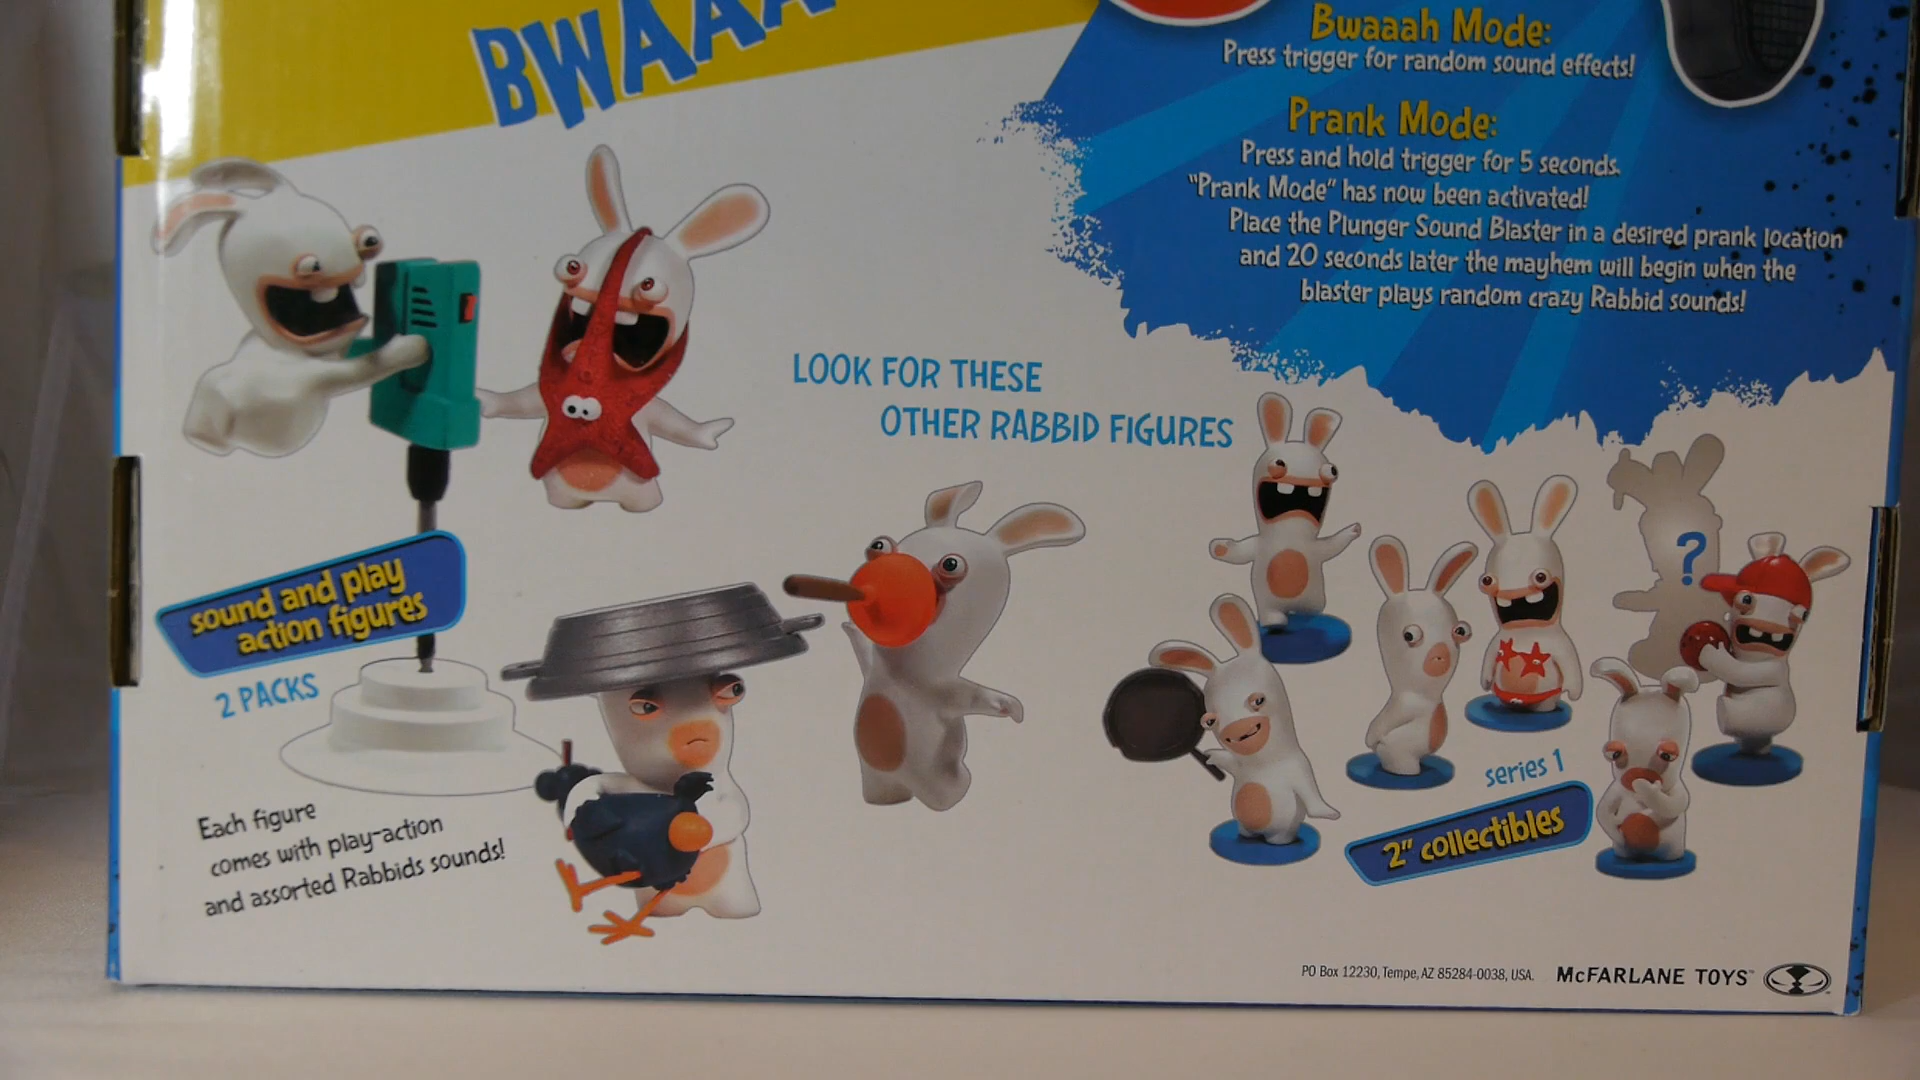 BWAAA
Bwaaah Mode:
Press trigger for random sound effects!
Prank Mode:
Press and hold trigger for 5 seconds.
"Prank Mode" has now been activated!
Place the Plunger Sound Blaster in a desired prank location
and 20 seconds later the mayhem will begin when the
blaster plays random crazy Rabbid sounds!
LOOK FOR THESE
OTHER RABBID FIGURES
?
sound and play
action figures
2 PACKS
Each figure
comes with play-action
and assorted Rabbids sounds!
series 1
2" collectibles
PO Box 12230, Tempe, AZ 85284-0038, USA.
McFARLANE TOYS™